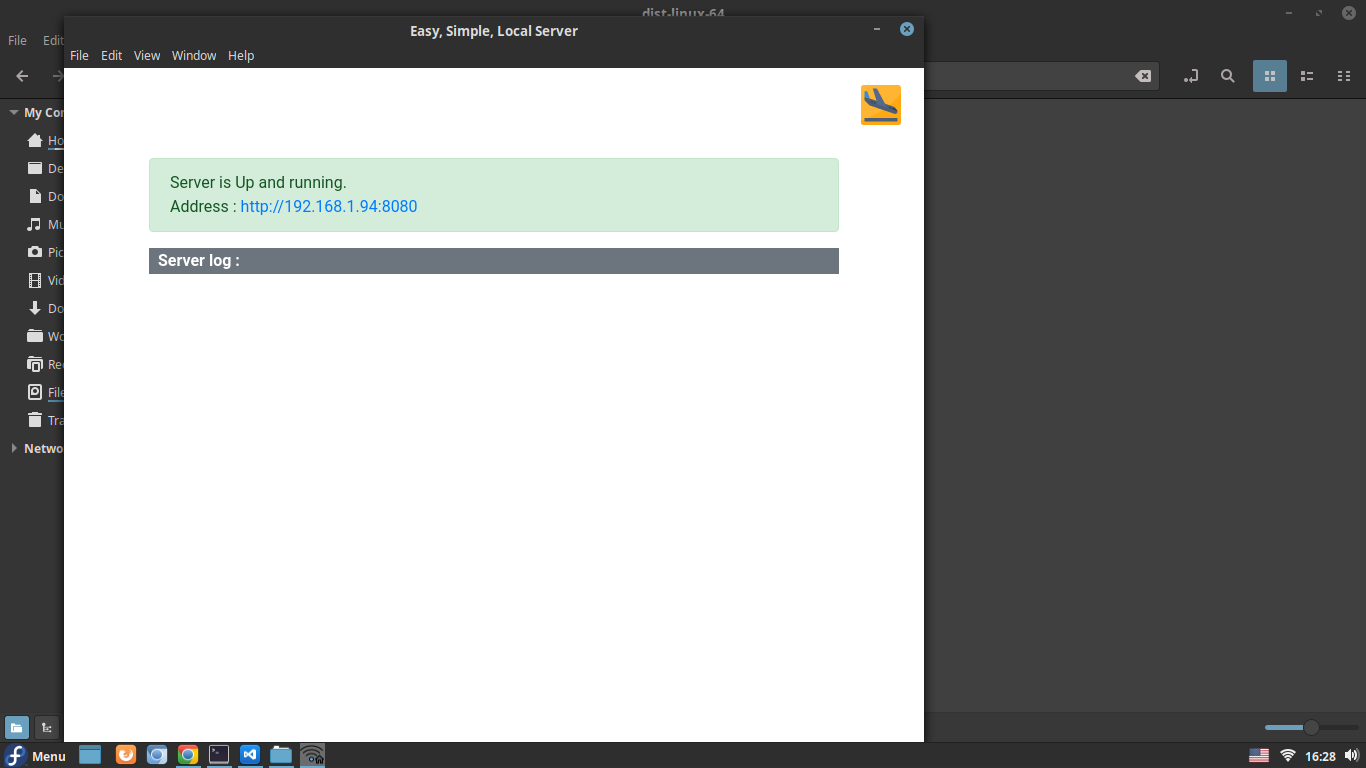 dist-linux-64
Easy, Simple, Local Server
File Edit
File Edit View Window Help
My Co
Ho
De
Do
Mu
Pic
Vid
Do
Wo
Re
File
Tra
Netwo
Server is Up and running.
Address : http://192.168.1.94:8080
Server log :
Menu
16:28